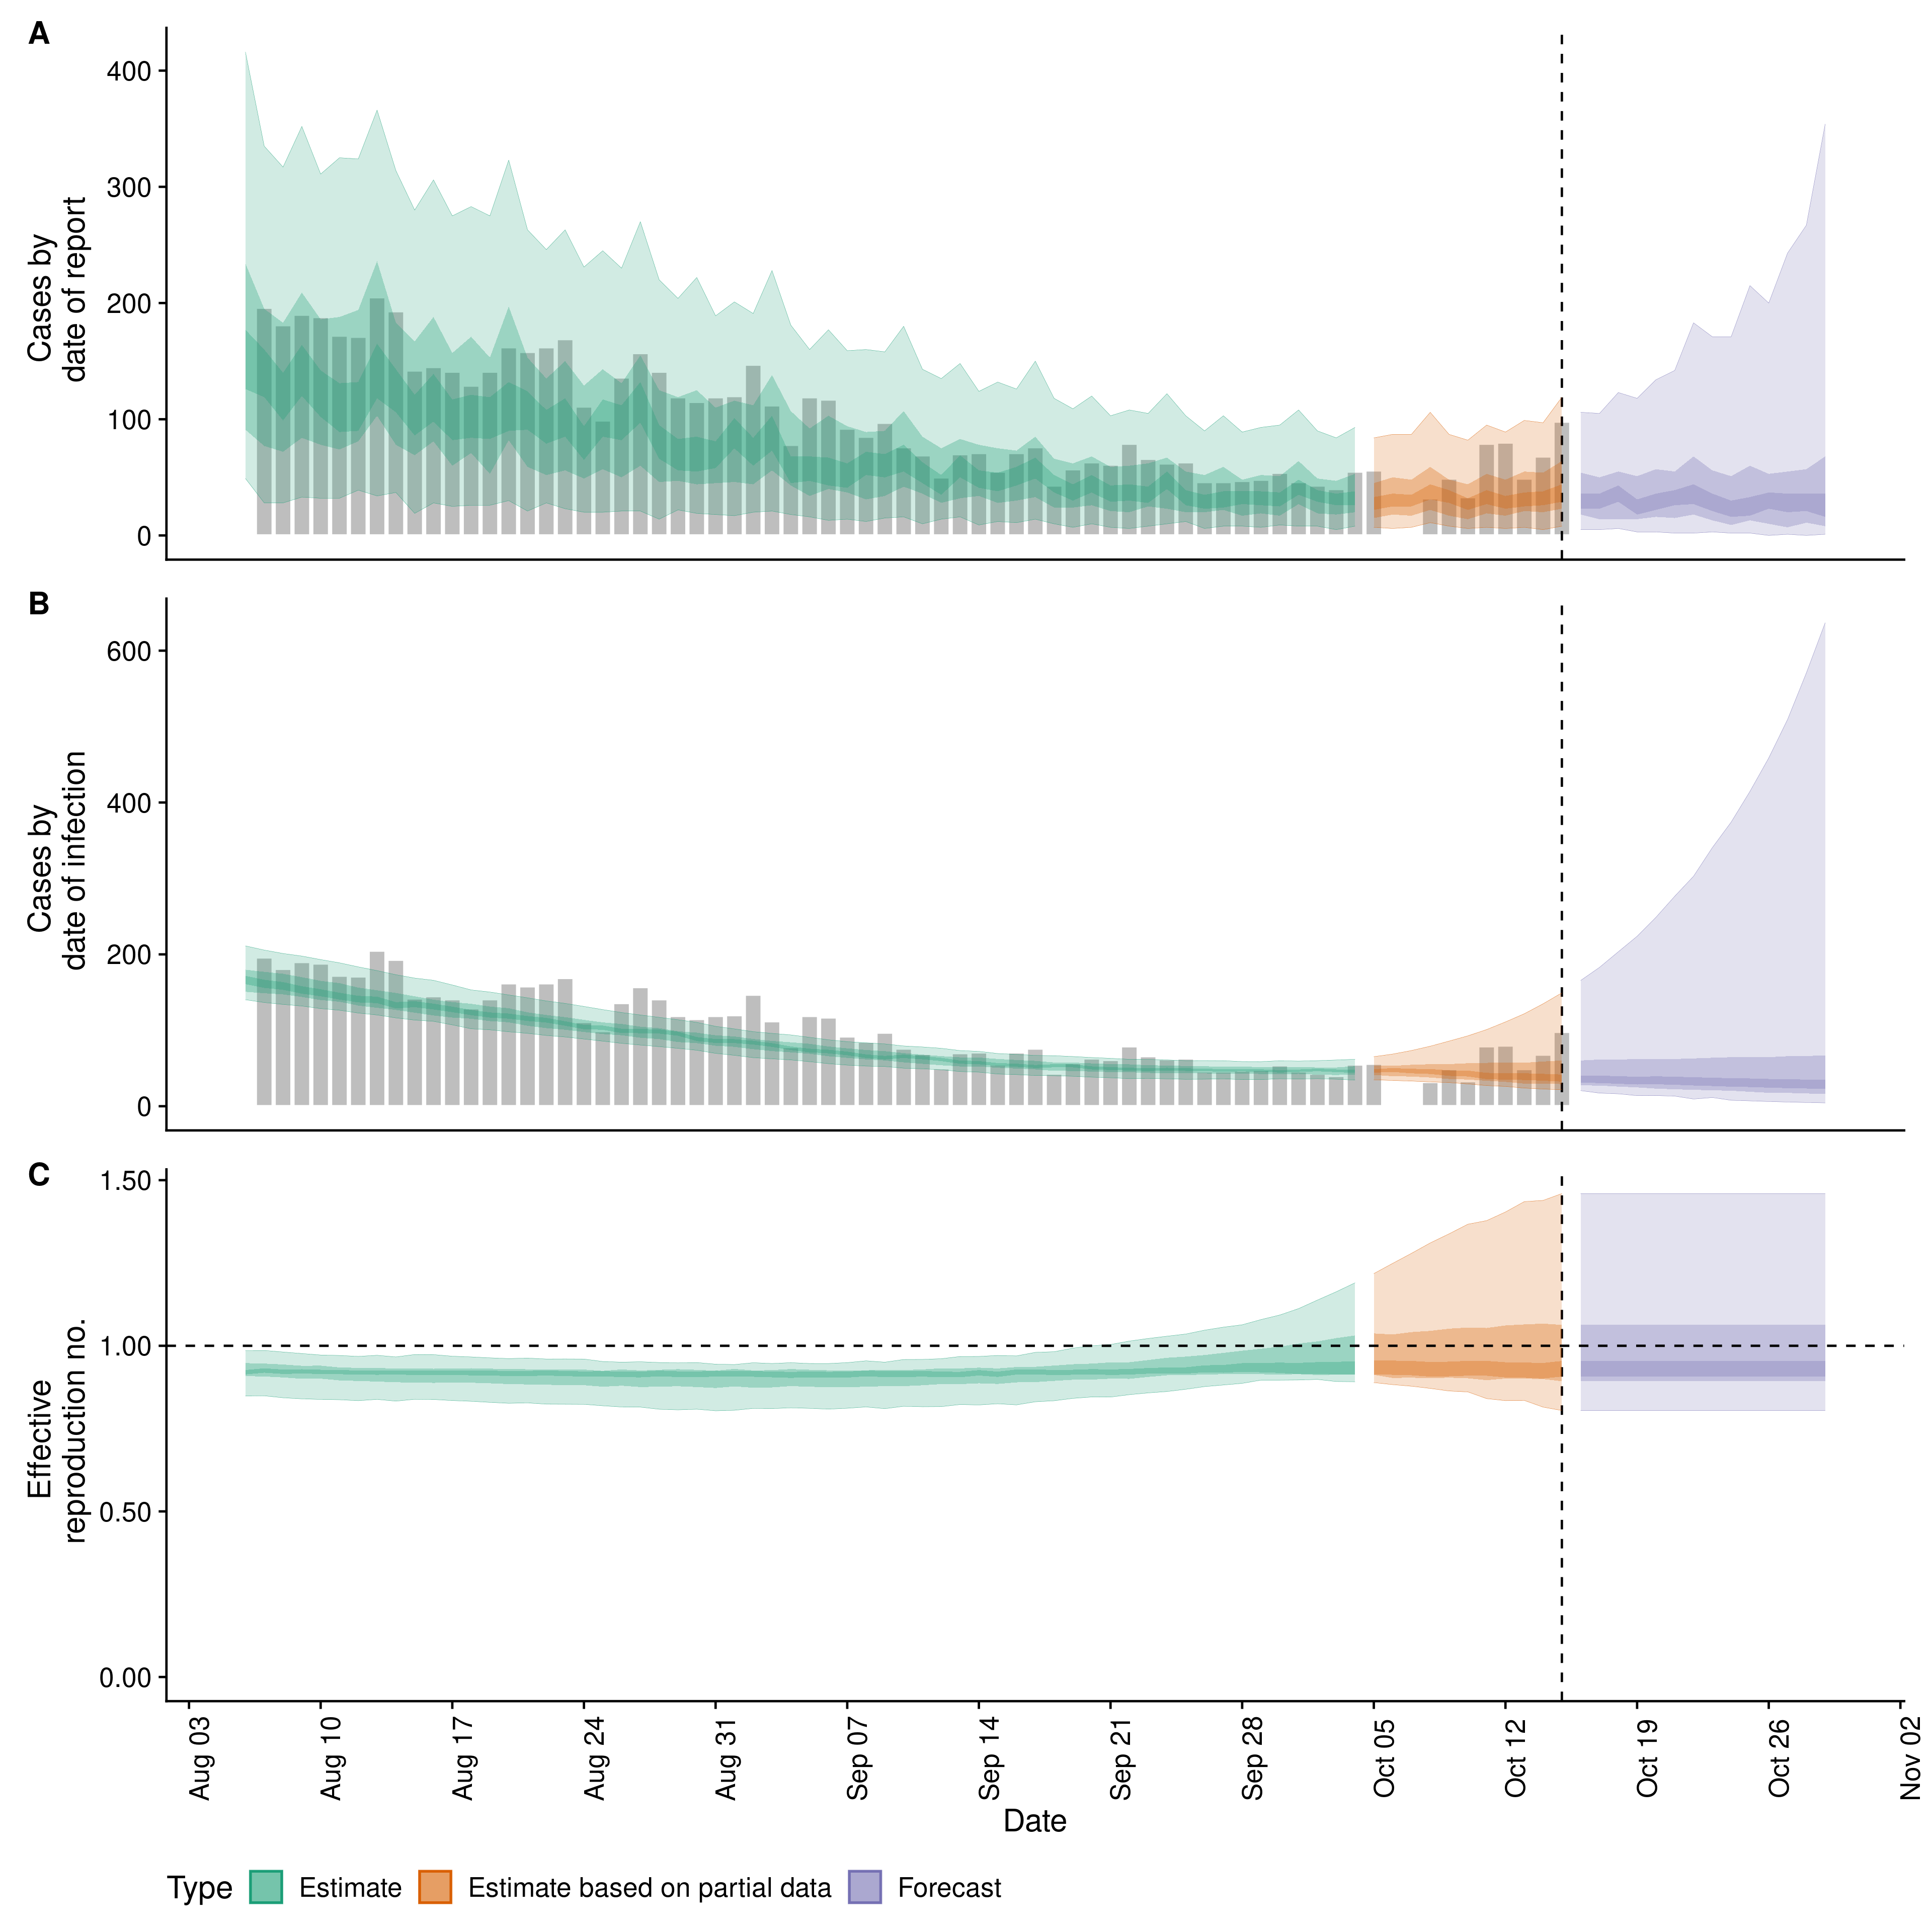 A
Cases by
date of report
400
300
200
100
0
B
Cases by
date of infection
600
400
200
0
C
Effective
reproduction no.
1.50
1.00
0.50
0.00
Aug 03
Aug 10
Aug 17
Aug 24
Aug 31
Sep 07
Sep 14
Sep 21
Sep 28
Oct 05
Oct 12
Oct 19
Oct 26
Nov 02
Date
Type Estimate Estimate based on partial data Forecast